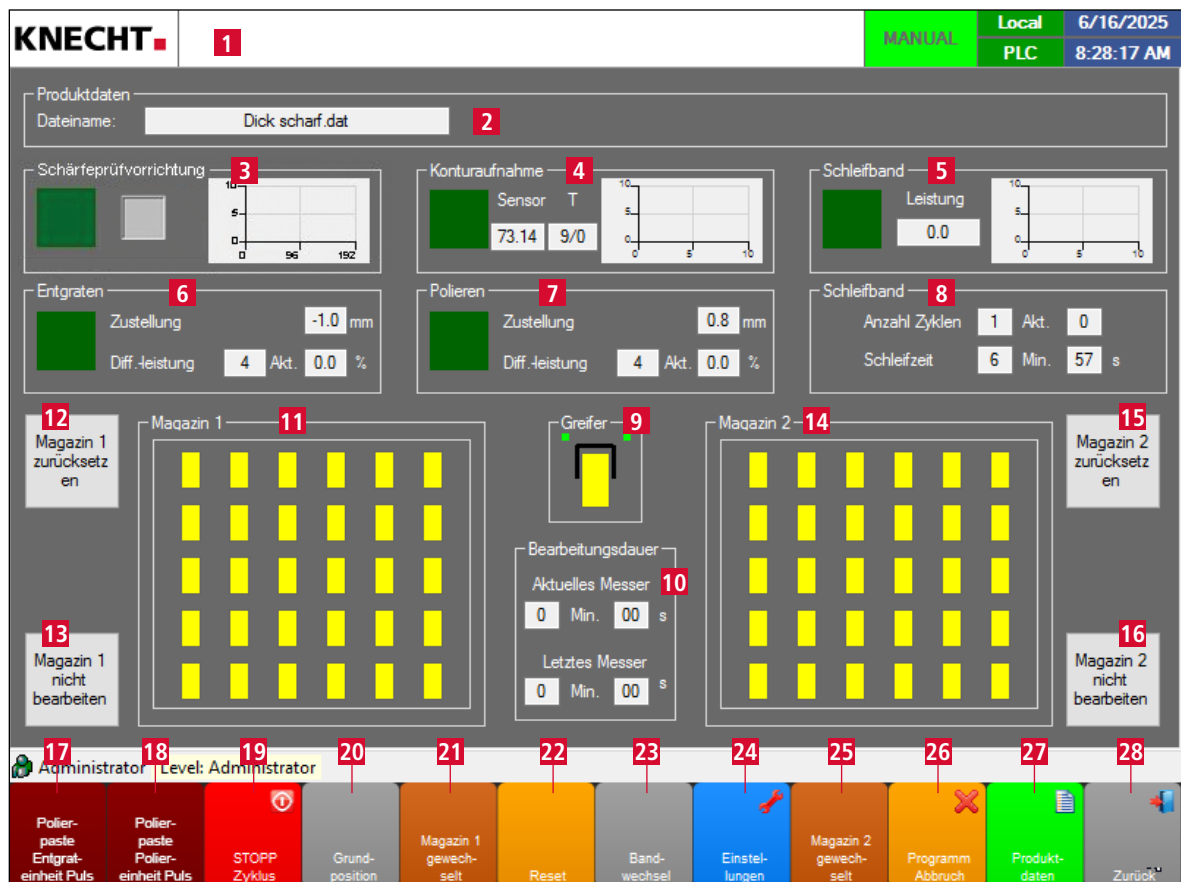 KNECHT
1
MANUAL
Local
6/16/2025
PLC
8:28:17 AM
Produktdaten
Dateiname:
Dick scharf.dat
2
Schärfeprüfvorrichtung
3
10
5
0
0
96
192
Konturaufnahme
4
Sensor
T
73.14
9/0
10
5
0
0
5
10
Schleifband
5
Leistung
0.0
10
5
0
0
5
10
Entgraten
6
Zustellung
-1.0
mm
Diff.-leistung
4
Akt.
0.0
%
Polieren
7
Zustellung
0.8
mm
Diff.-leistung
4
Akt.
0.0
%
Schleifband
8
Anzahl Zyklen
1
Akt.
0
Schleifzeit
6
Min.
57
s
12
Magazin 1
zurücksetz
en
Magazin 1
11
Greifer
9
Magazin 2
14
15
Magazin 2
zurücksetz
en
Bearbeitungsdauer
Aktuelles Messer
10
0
Min.
00
s
Letztes Messer
0
Min.
00
s
13
Magazin 1
nicht
bearbeiten
16
Magazin 2
nicht
bearbeiten
Administrator
Level: Administrator
17
Polier-
paste
Entgrat-
einheit Puls
18
Polier-
paste
Polier-
einheit Puls
19
STOPP
Zyklus
20
Grund-
position
21
Magazin 1
gewech-
selt
22
Reset
23
Band-
wechsel
24
Einstel-
lungen
25
Magazin 2
gewech-
selt
26
Programm
Abbruch
27
Produkt-
daten
28
Zurück